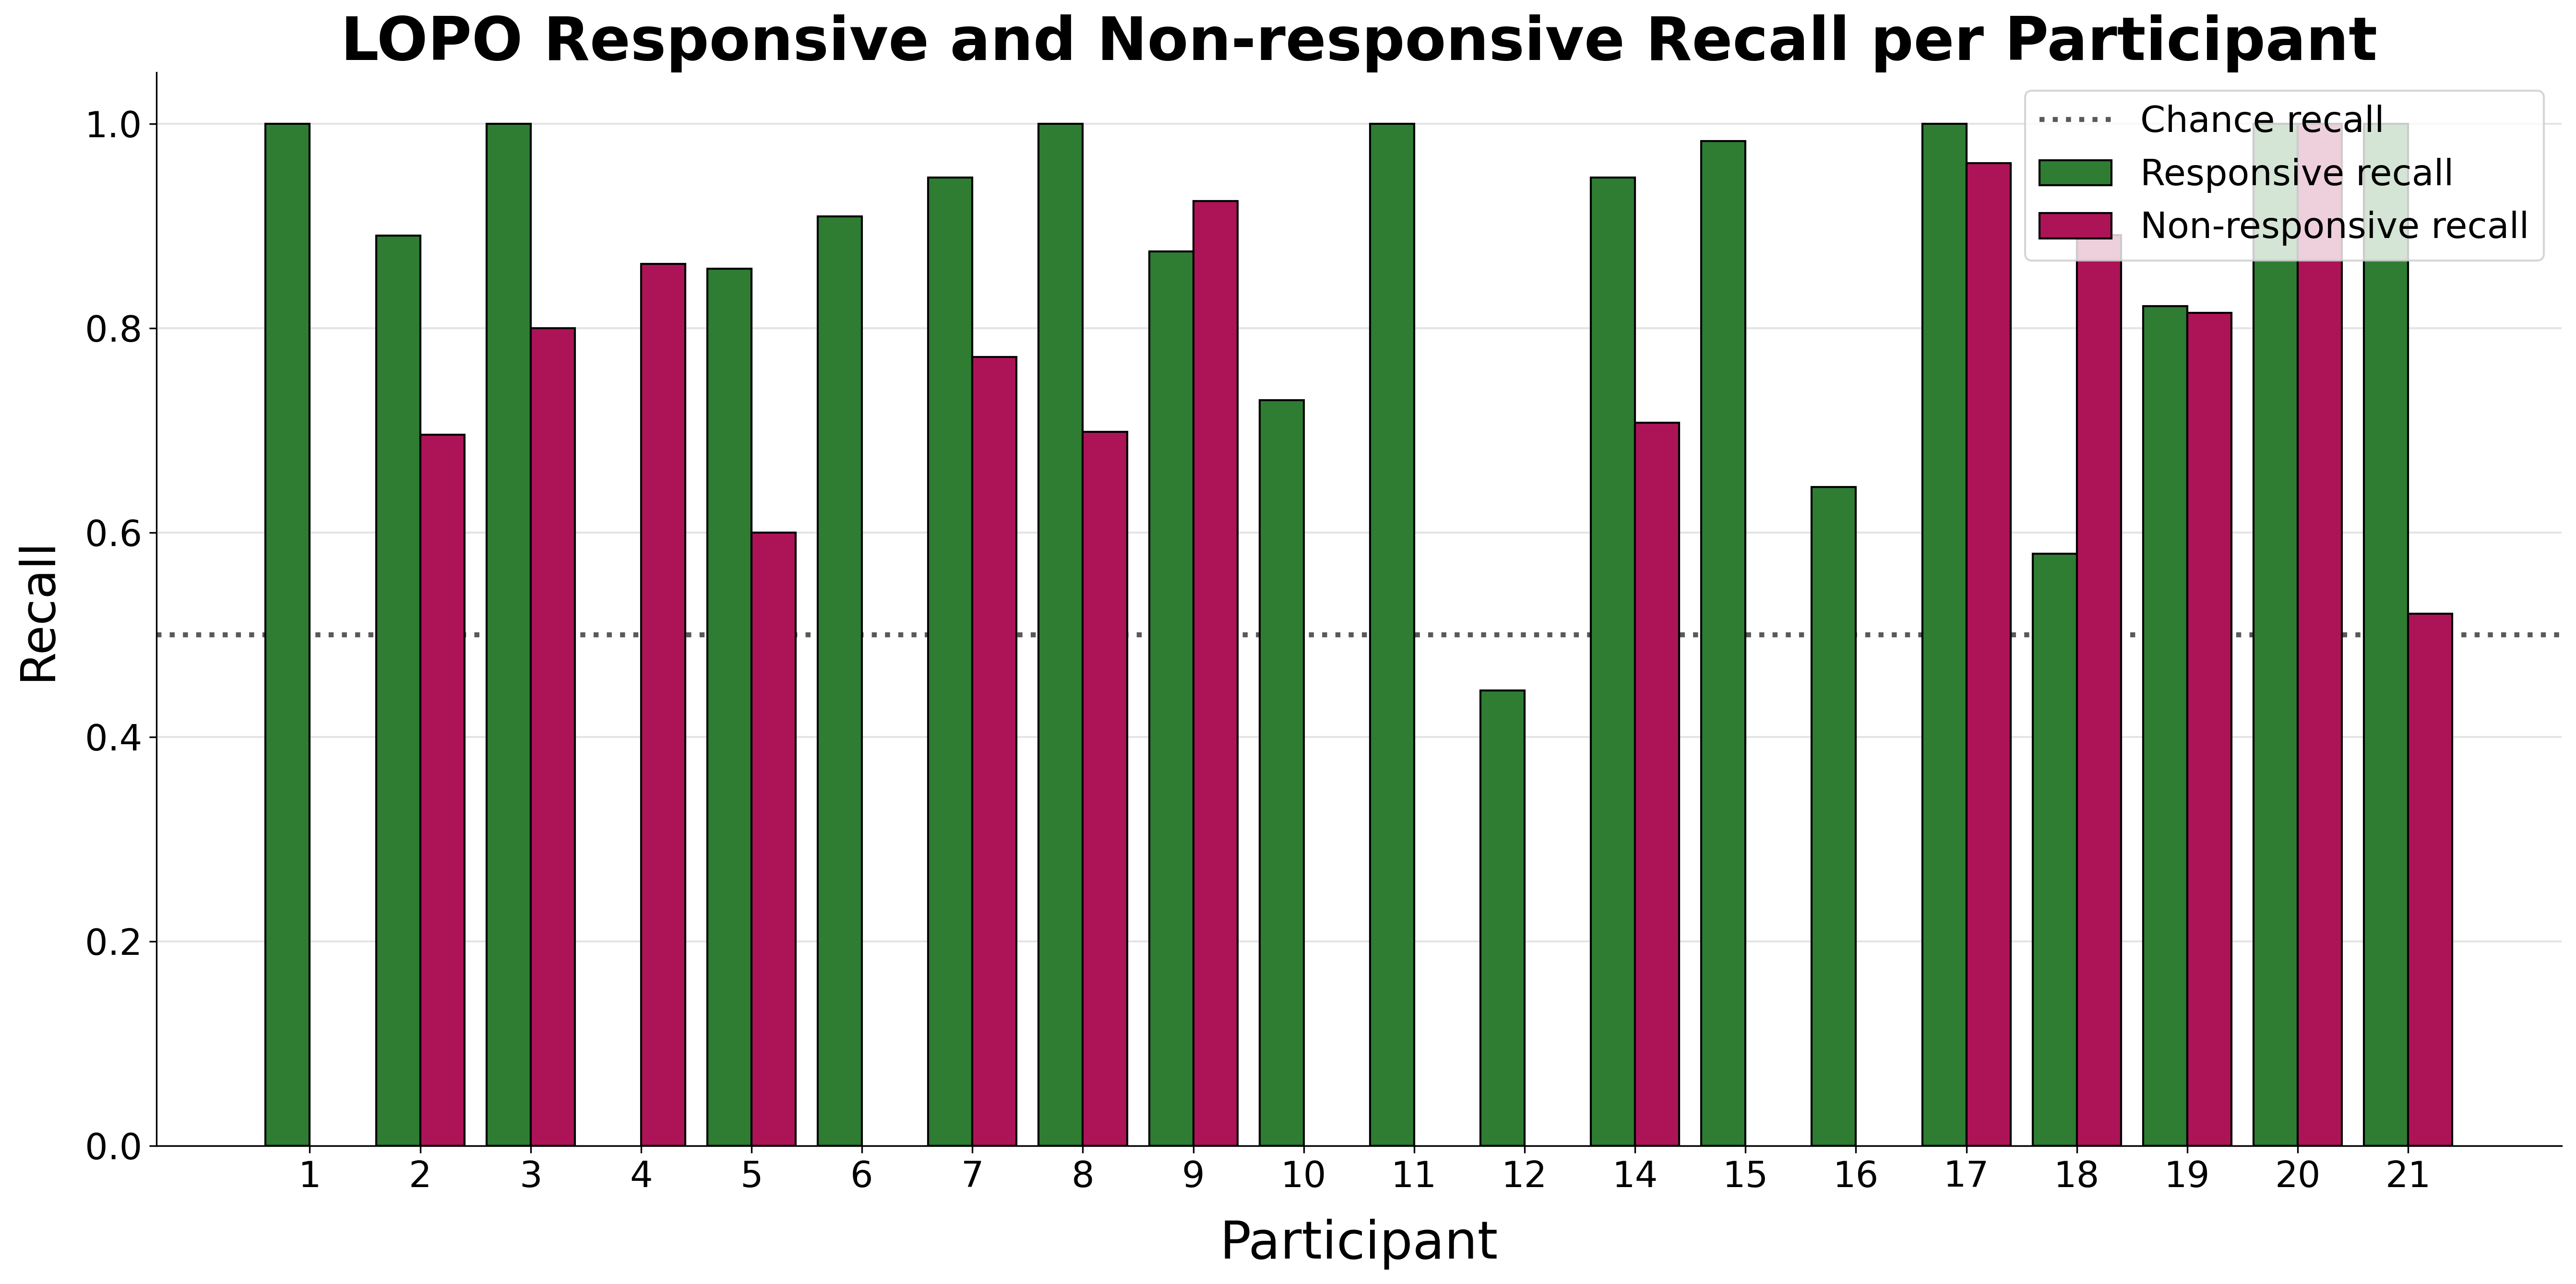 LOPO Responsive and Non-responsive Recall per Participant
Chance recall
Responsive recall
Non-responsive recall
1.0
0.8
0.6
0.4
0.2
0.0
Recall
1 2 3 4 5 6 7 8 9 10 11 12 14 15 16 17 18 19 20 21
Participant